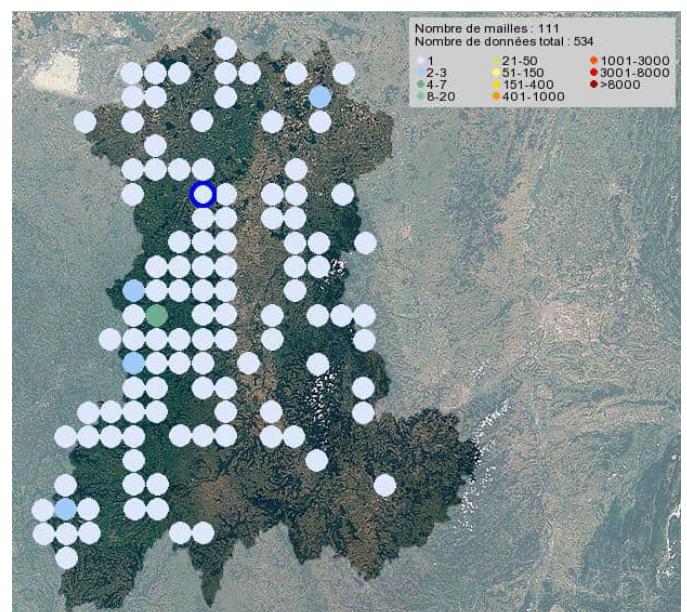 Nombre de mailles : 111
Nombre de données total : 534
1 21-50 1001-3000
2-3 51-150 3001-8000
4-7 151-400 >8000
8-20 401-1000